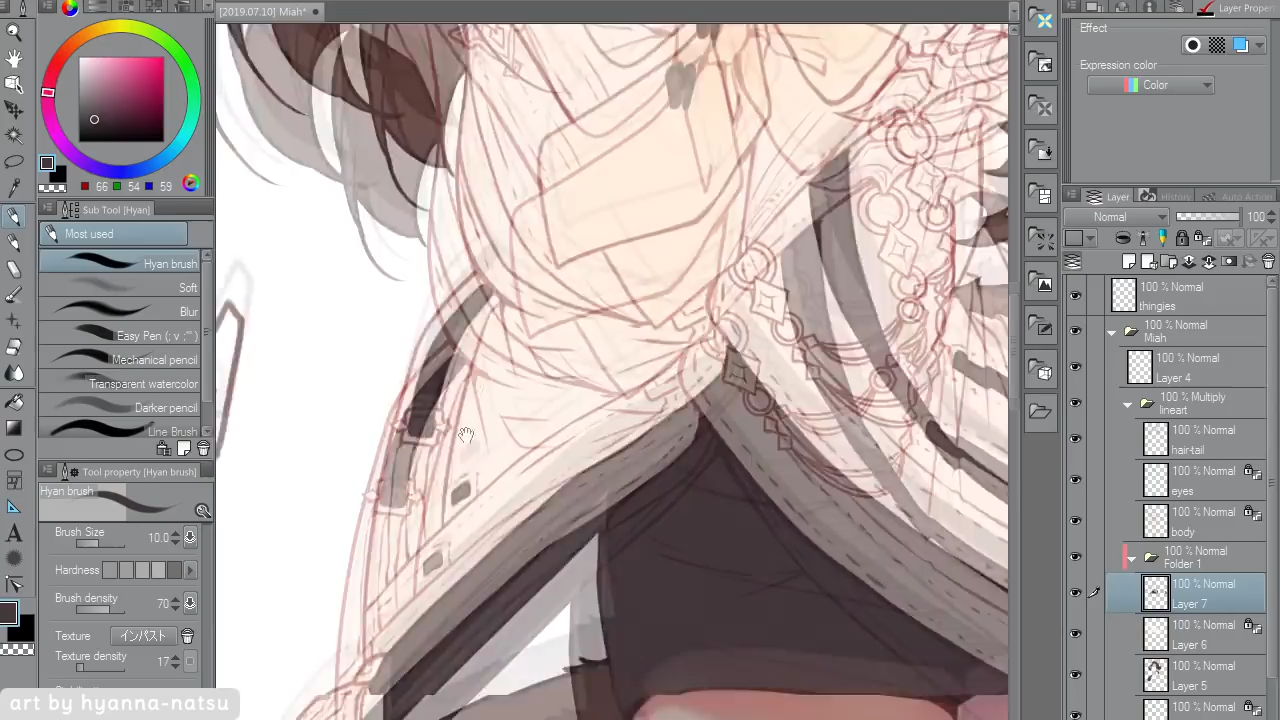 [2019.07.10] Miah*
66 54 59
Sub Tool [Hyan]
Most used
Hyan brush
Soft
Blur
Easy Pen (; v ;"")
Mechanical pencil
Transparent watercolor
Darker pencil
Line Brush
Tool property [Hyan brush]
Hyan brush
Brush Size 10.0
Hardness
Brush density 70
Texture インパスト
Texture density 17
art by hyanna-natsu
Layer Proper
Effect
Expression color
Color
Layer History Auto Action
Normal 100
100 % Normal
thingies
100 % Normal
Miah
100 % Normal
Layer 4
100 % Multiply
lineart
100 % Normal
hair-tail
100 % Normal
eyes
100 % Normal
body
100 % Normal
Folder 1
100 % Normal
Layer 7
100 % Normal
Layer 6
100 % Normal
Layer 5
100 % Normal